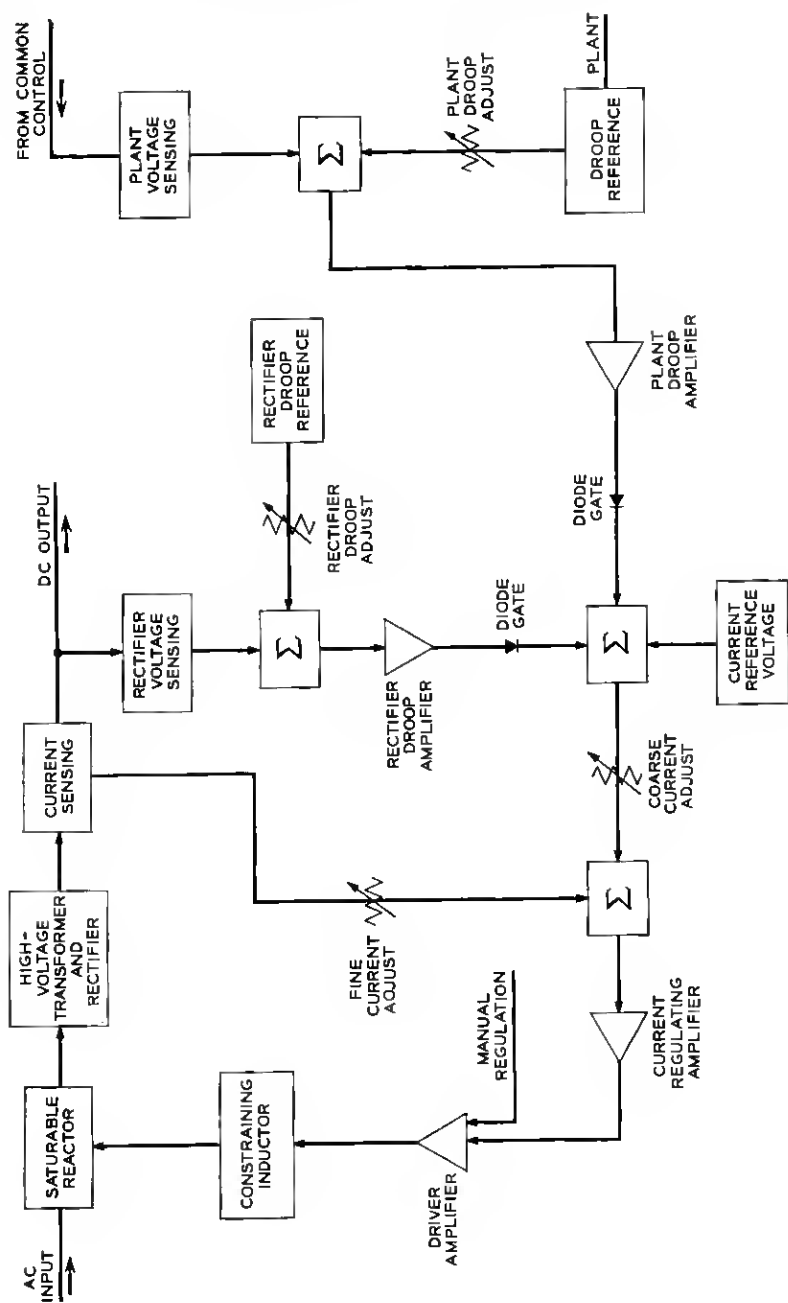 AC
INPUT
SATURABLE
REACTOR
HIGH-
VOLTAGE
TRANSFORMER
AND
RECTIFIER
CURRENT
SENSING
DC OUTPUT
FROM COMMON
CONTROL
CONSTRAINING
INDUCTOR
RECTIFIER
VOLTAGE
SENSING
PLANT
VOLTAGE
SENSING
RECTIFIER
DROOP
REFERENCE
RECTIFIER
DROOP
ADJUST
Σ
Σ
FINE
CURRENT
ADJUST
DRIVER
AMPLIFIER
MANUAL
REGULATION
RECTIFIER
DROOP
AMPLIFIER
DIODE
GATE
PLANT
DROOP
ADJUST
CURRENT
REGULATING
AMPLIFIER
Σ
COARSE
CURRENT
ADJUST
Σ
DIODE
GATE
PLANT
DROOP
AMPLIFIER
DROOP
REFERENCE
PLANT
CURRENT
REFERENCE
VOLTAGE